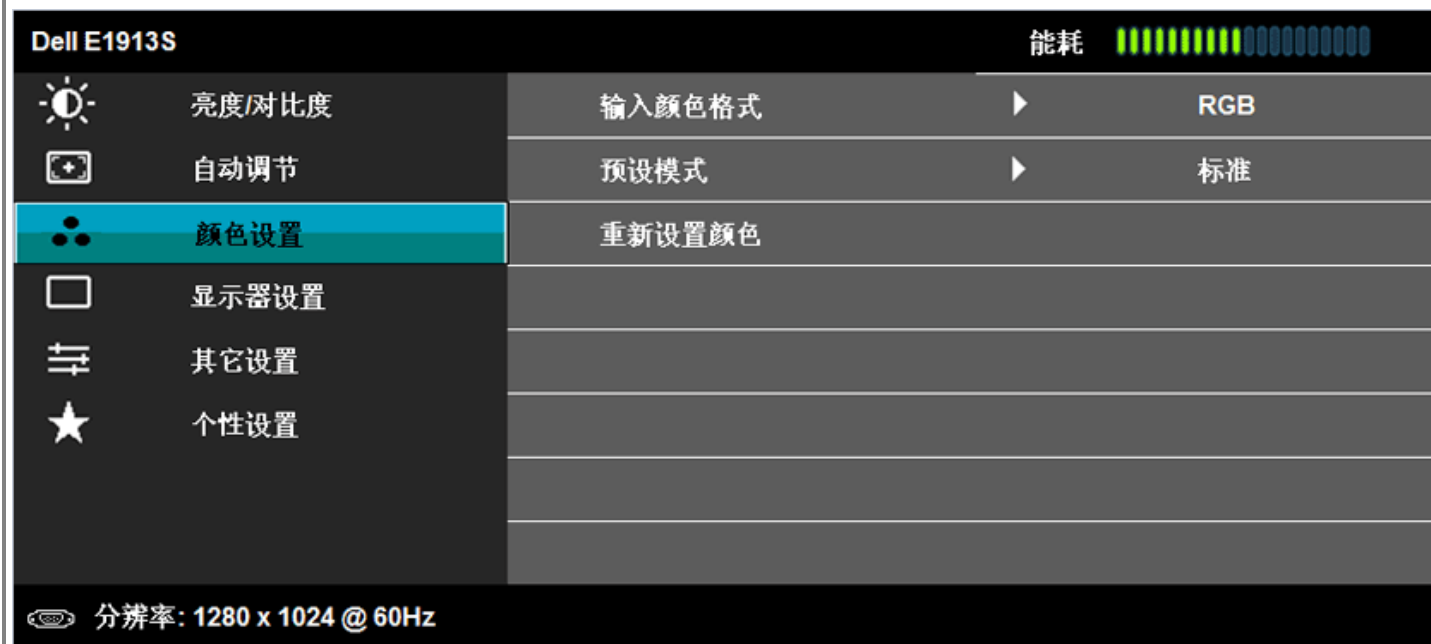 Dell E1913S 能耗
亮度/对比度 输入颜色格式 RGB
自动调节 预设模式 标准
颜色设置 重新设置颜色
显示器设置
其它设置
个性设置
分辨率: 1280 x 1024 @ 60Hz